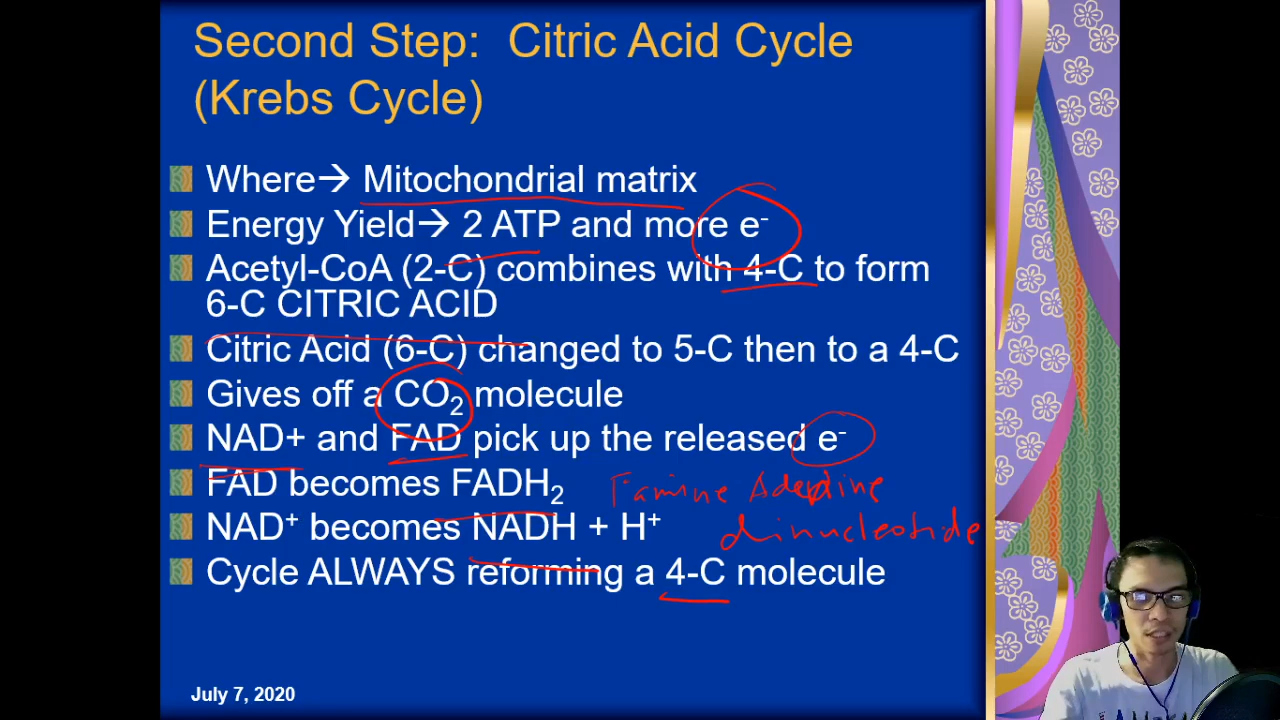 Second Step: Citric Acid Cycle
(Krebs Cycle)
Where→ Mitochondrial matrix
Energy Yield→ 2 ATP and more e⁻
Acetyl-CoA (2-C) combines with 4-C to form
6-C CITRIC ACID
Citric Acid (6-C) changed to 5-C then to a 4-C
Gives off a CO₂ molecule
NAD+ and FAD pick up the released e⁻
FAD becomes FADH₂
Famine
NAD⁺ becomes NADH + H⁺
dinucleotide
Cycle ALWAYS reforming a 4-C molecule
July 7, 2020